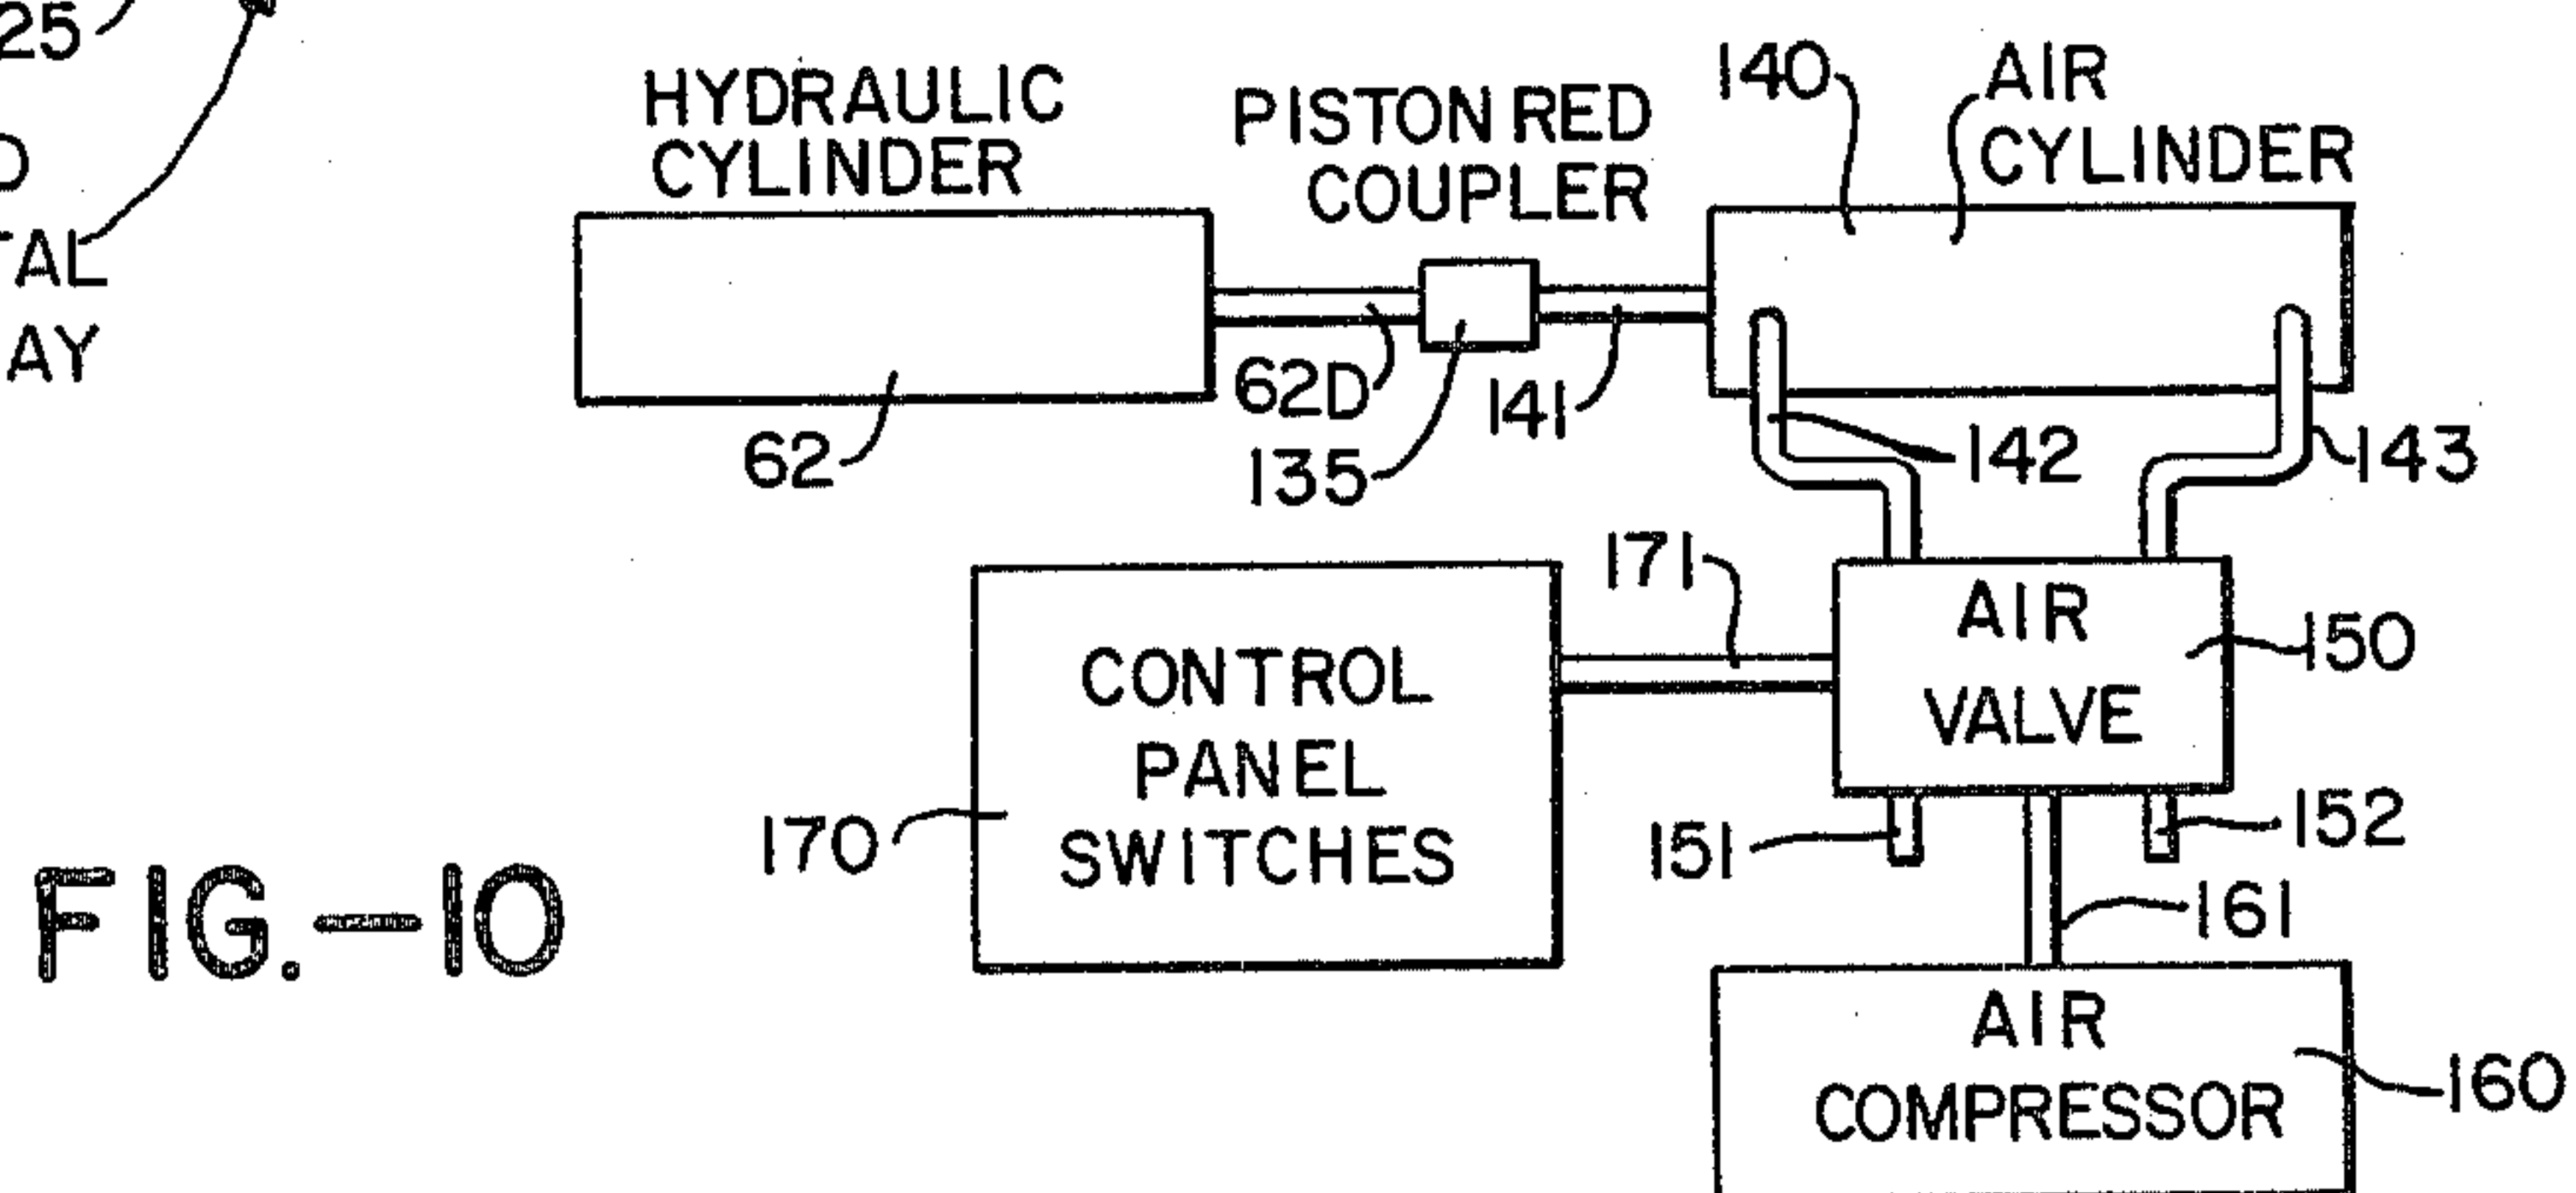 25
D
TAL
AY
HYDRAULIC
CYLINDER
PISTON RED
COUPLER
140
AIR
CYLINDER
62
62D
135
141
142
143
171
CONTROL
PANEL
SWITCHES
170
AIR
VALVE
150
151
152
161
AIR
COMPRESSOR
160
FIG.-10